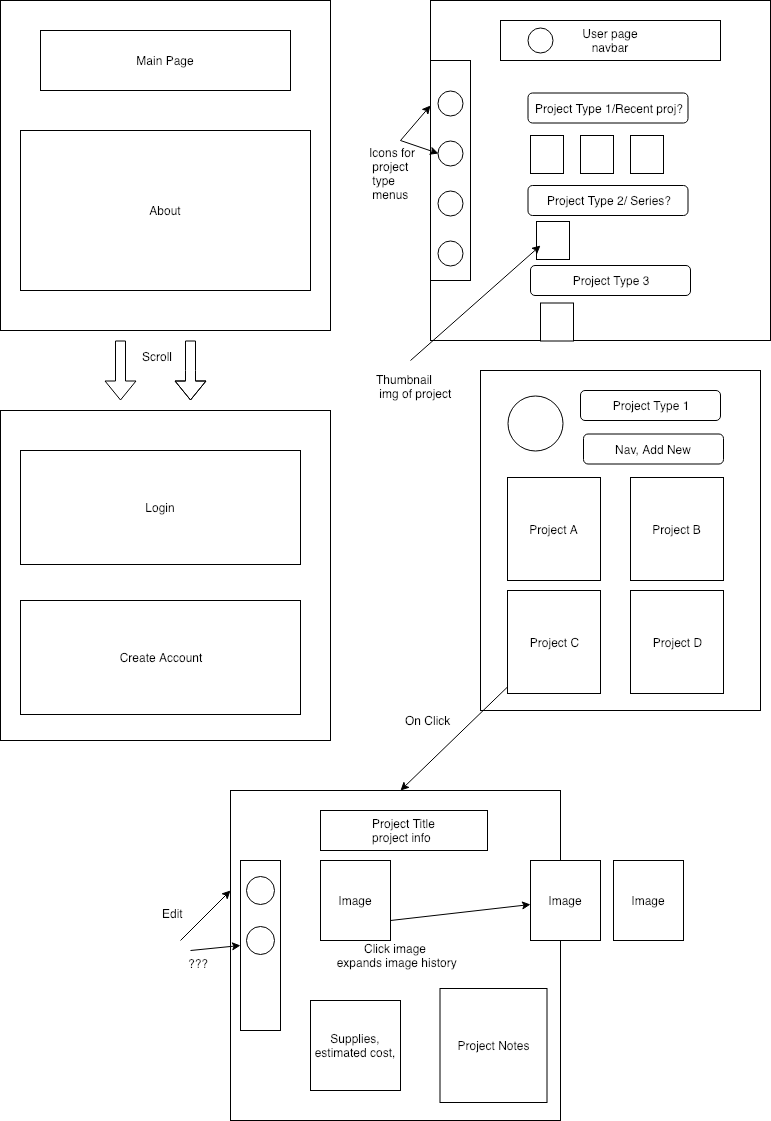 Main Page
About
Scroll
Login
Create Account
User page
navbar
Project Type 1/Recent proj?
Icons for
project
type
menus
Project Type 2/ Series?
Project Type 3
Thumbnail
img of project
Project Type 1
Nav, Add New
Project A
Project B
Project C
Project D
On Click
Project Title
project info
Image
Image
Image
Edit
Click image
expands image history
???
Supplies,
estimated cost,
Project Notes